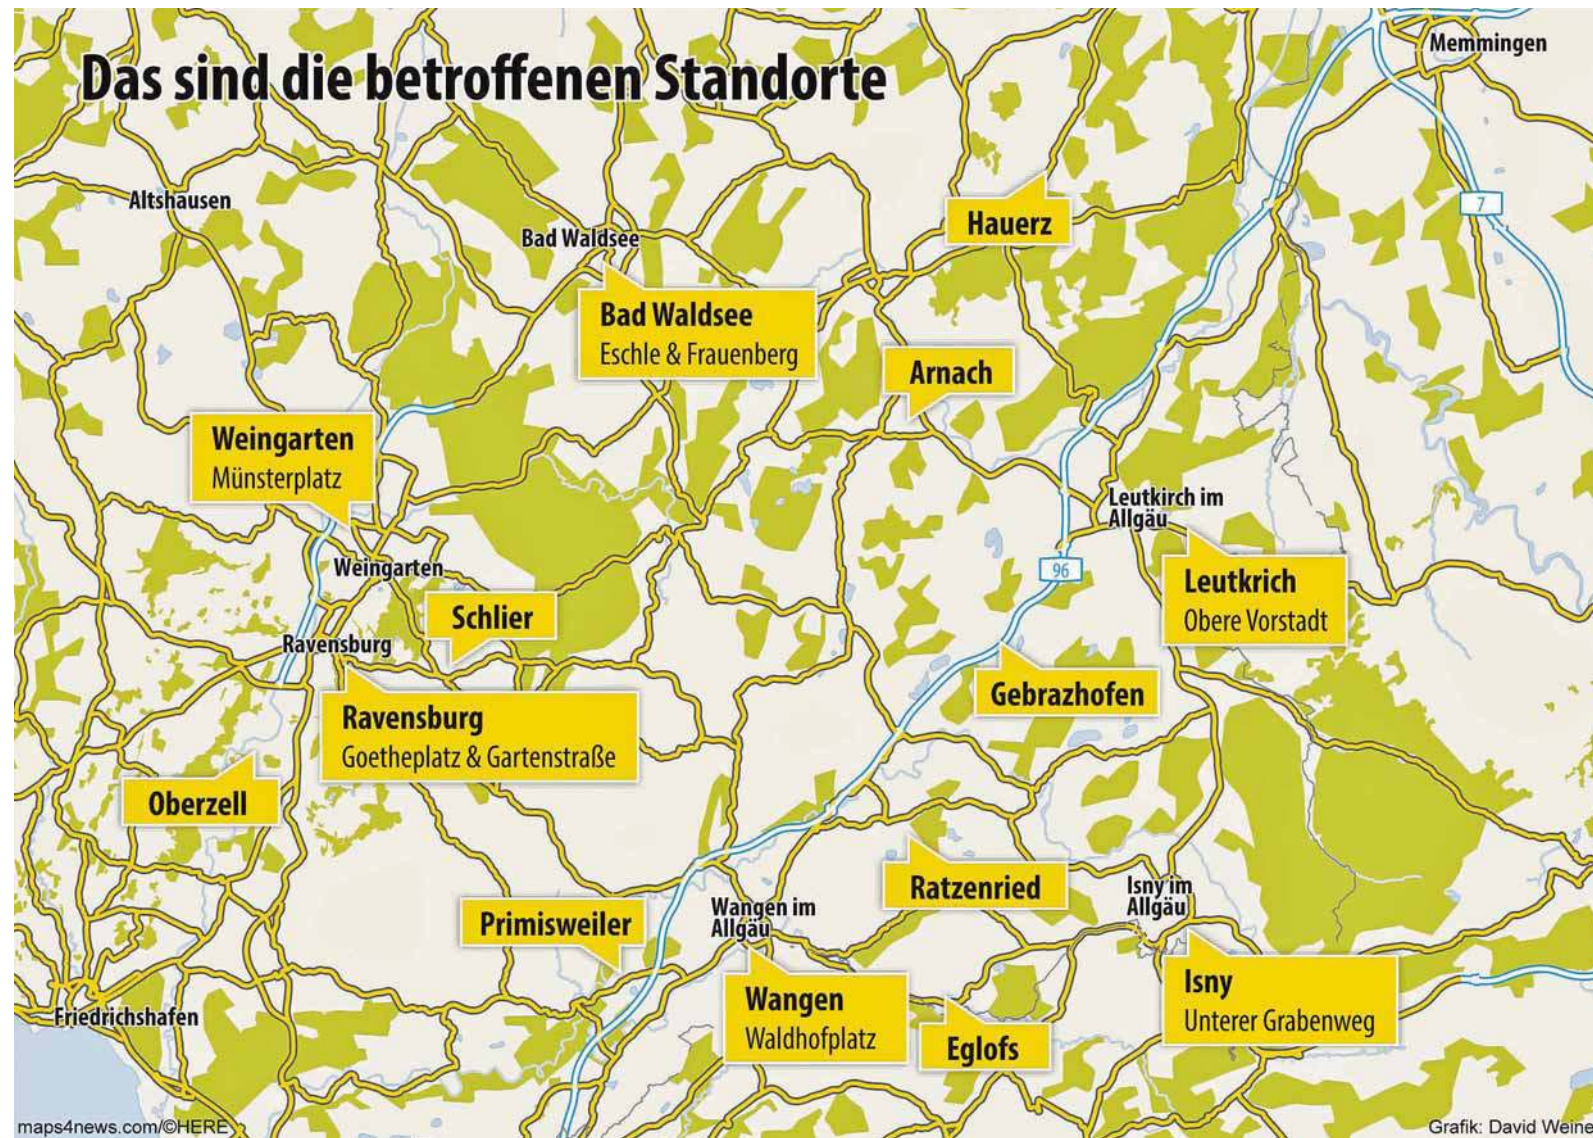 Das sind die betroffenen Standorte
Memmingen
Altshausen
7
Hauerz
Bad Waldsee
Bad Waldsee
Eschle & Frauenberg
Arnach
Weingarten
Münsterplatz
Leutkirch im
Allgäu
Weingarten
96
Leutkrich
Obere Vorstadt
Schlier
Ravensburg
Gebrazhofen
Ravensburg
Goetheplatz & Gartenstraße
Oberzell
Ratzenried
Isny im
Allgäu
Primisweiler
Wangen im
Allgäu
Isny
Unterer Grabenweg
Wangen
Waldhofplatz
Eglofs
Friedrichshafen
maps4news.com/©HERE
Grafik: David Weine